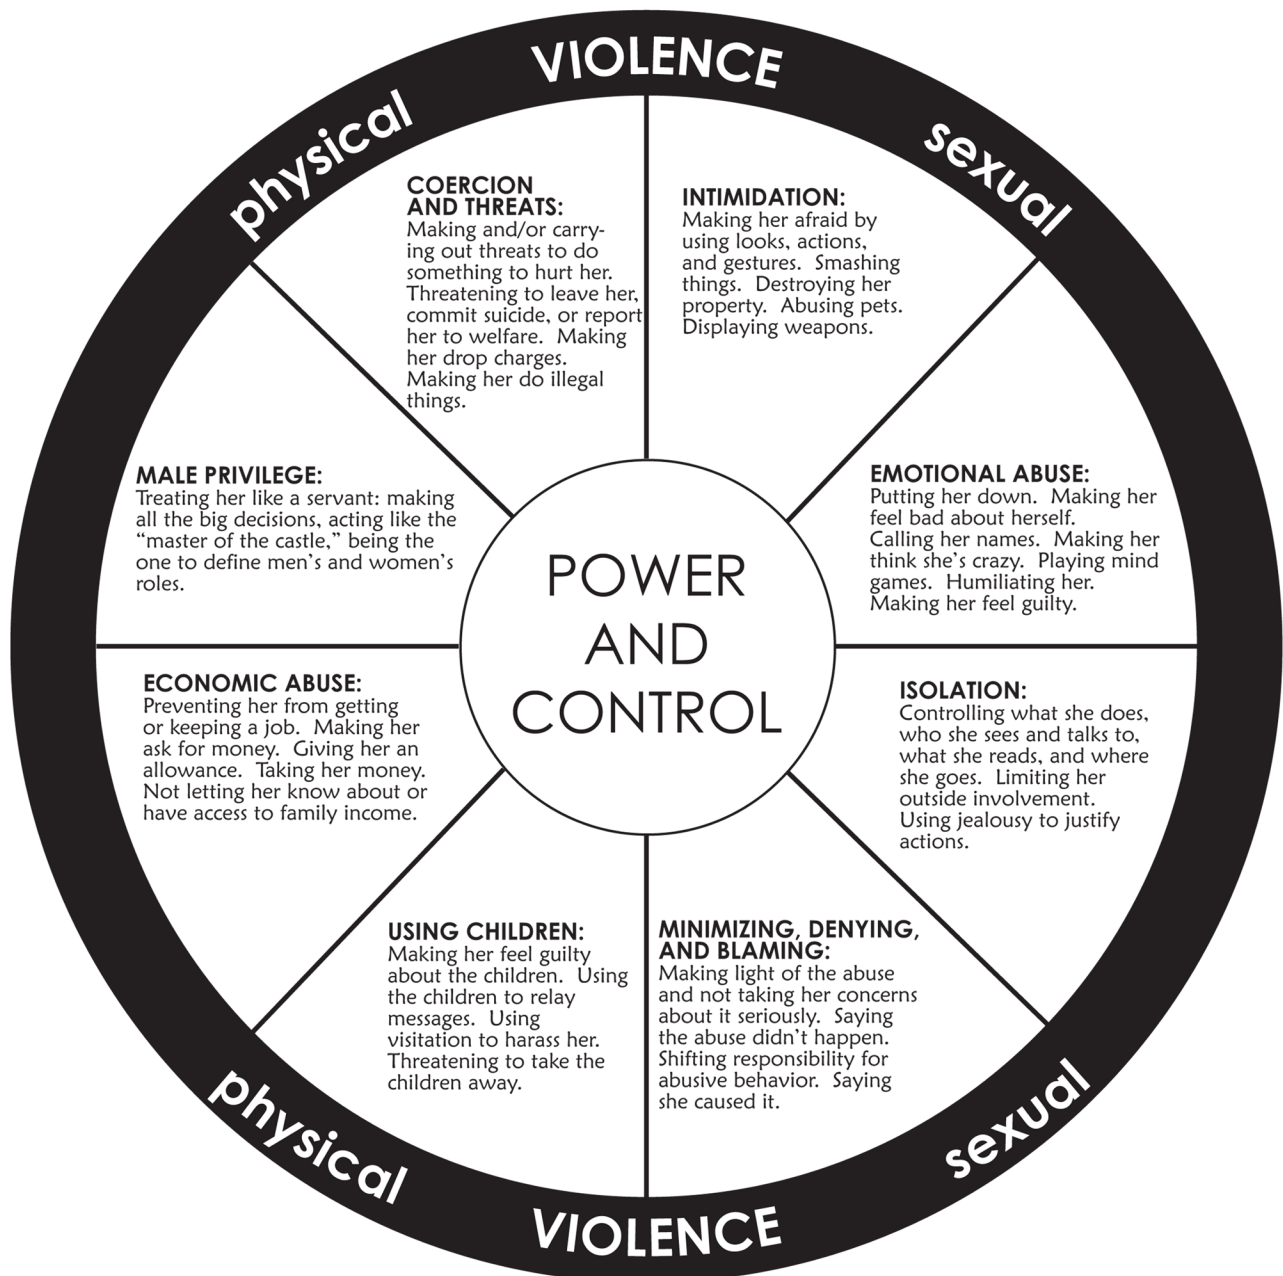 VIOLENCE
physical
sexual
COERCION
AND THREATS:
Making and/or carry-
ing out threats to do
something to hurt her.
Threatening to leave her,
commit suicide, or report
her to welfare.  Making
her drop charges.
Making her do illegal
things.
INTIMIDATION:
Making her afraid by
using looks, actions,
and gestures.  Smashing
things.  Destroying her
property.  Abusing pets.
Displaying weapons.
MALE PRIVILEGE:
Treating her like a servant: making
all the big decisions, acting like the
“master of the castle,” being the
one to define men’s and women’s
roles.
EMOTIONAL ABUSE:
Putting her down.  Making her
feel bad about herself.
Calling her names.  Making her
think she’s crazy.  Playing mind
games.  Humiliating her.
Making her feel guilty.
POWER
AND
CONTROL
ECONOMIC ABUSE:
Preventing her from getting
or keeping a job.  Making her
ask for money.  Giving her an
allowance.  Taking her money.
Not letting her know about or
have access to family income.
ISOLATION:
Controlling what she does,
who she sees and talks to,
what she reads, and where
she goes.  Limiting her
outside involvement.
Using jealousy to justify
actions.
USING CHILDREN:
Making her feel guilty
about the children.  Using
the children to relay
messages.  Using
visitation to harass her.
Threatening to take the
children away.
MINIMIZING, DENYING,
AND BLAMING:
Making light of the abuse
and not taking her concerns
about it seriously.  Saying
the abuse didn’t happen.
Shifting responsibility for
abusive behavior.  Saying
she caused it.
physical
sexual
VIOLENCE